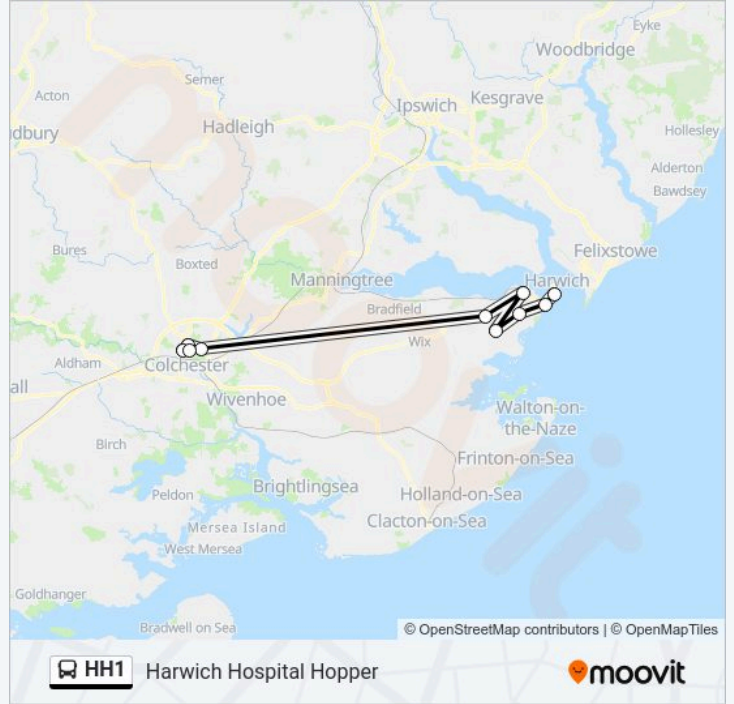 Eyke
Woodbridge
Semer
Acton
Ipswich
Kesgrave
dbury
Hadleigh
Hollesley
Alderton
Bawdsey
Bures
Boxted
Felixstowe
Manningtree
Harwich
Bradfield
Wix
Aldham
Colchester
all
Wivenhoe
Walton-on-
the-Naze
Birch
Frinton-on-Sea
Peldon
Brightlingsea
Holland-on-Sea
Mersea Island
Clacton-on-Sea
West Mersea
Goldhanger
Bradwell on Sea
© OpenStreetMap contributors | © OpenMapTiles
moovit
HH1 Harwich Hospital Hopper
moovit